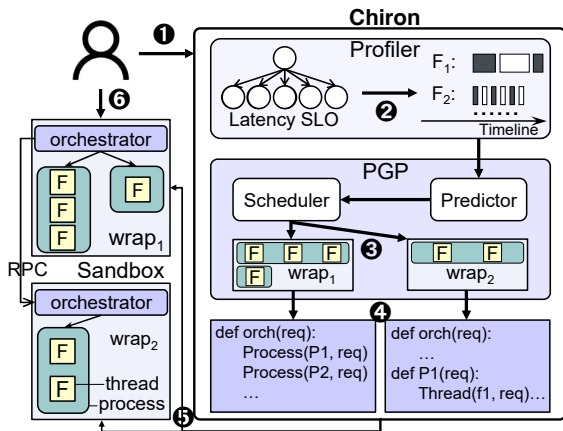 Chiron
❶
Profiler
F1:
F2:
Latency SLO
❷
Timeline
❻
orchestrator
F
F
F
F
wrap1
RPC
Sandbox
orchestrator
wrap2
F
F
thread
process
❺
PGP
Scheduler
Predictor
❸
F F F
F
wrap1
F F
wrap2
❹
def orch(req):
Process(P1, req)
Process(P2, req)
…
def orch(req):
…
def P1(req):
Thread(f1, req)…